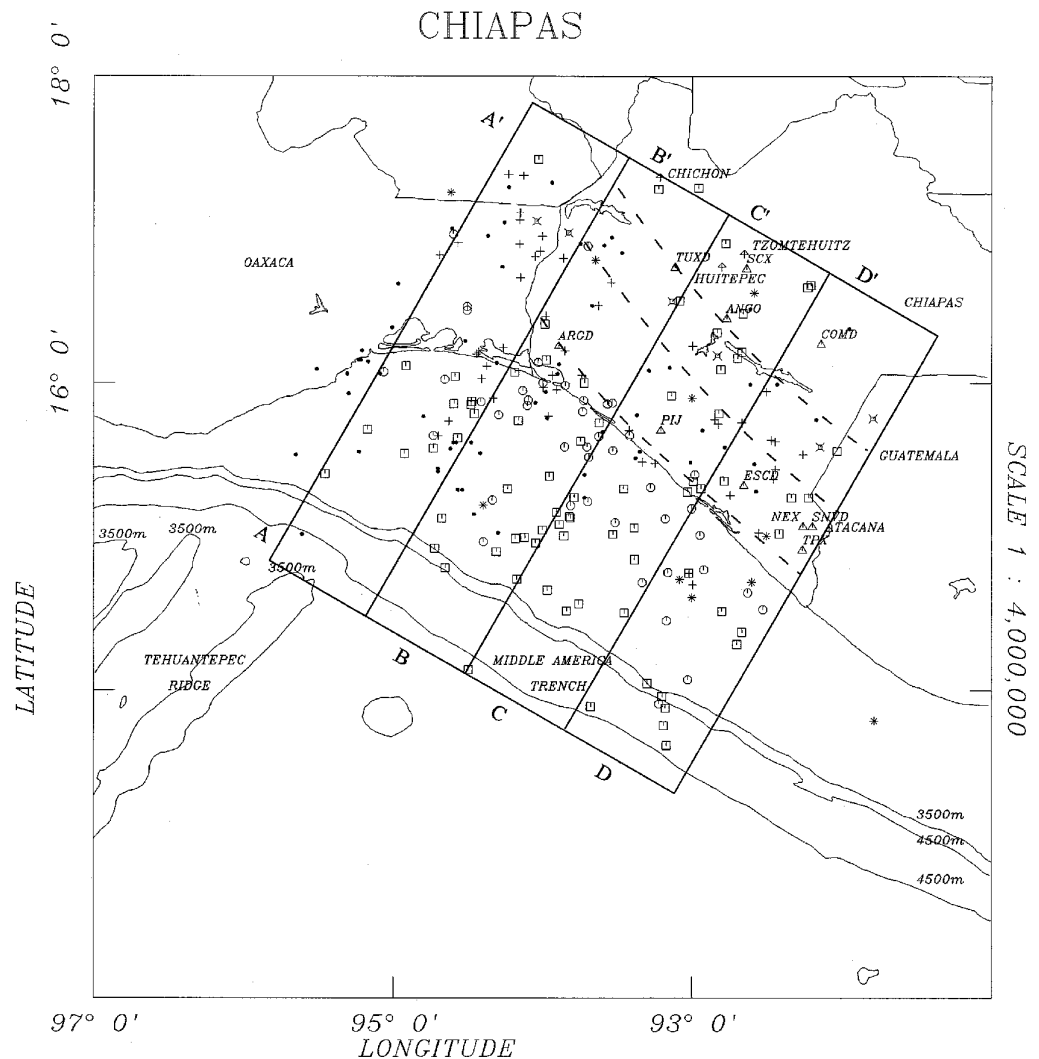 CHIAPAS
18° 0'
A'
B'
CHICHON
C'
TZOMTEHUITZ
TUXD
SCX
OAXACA
HUITEPEC
D'
CHIAPAS
ANGO
ARGD
COMD
16° 0'
PIJ
GUATEMALA
ESCD
NEX
SNVD
TACANA
TPX
3500m
3500m
A
3500m
LATITUDE
SCALE 1 : 4,000,000
TEHUANTEPEC
RIDGE
B
MIDDLE AMERICA
TRENCH
C
D
3500m
4500m
4500m
97° 0'
95° 0'
93° 0'
LONGITUDE